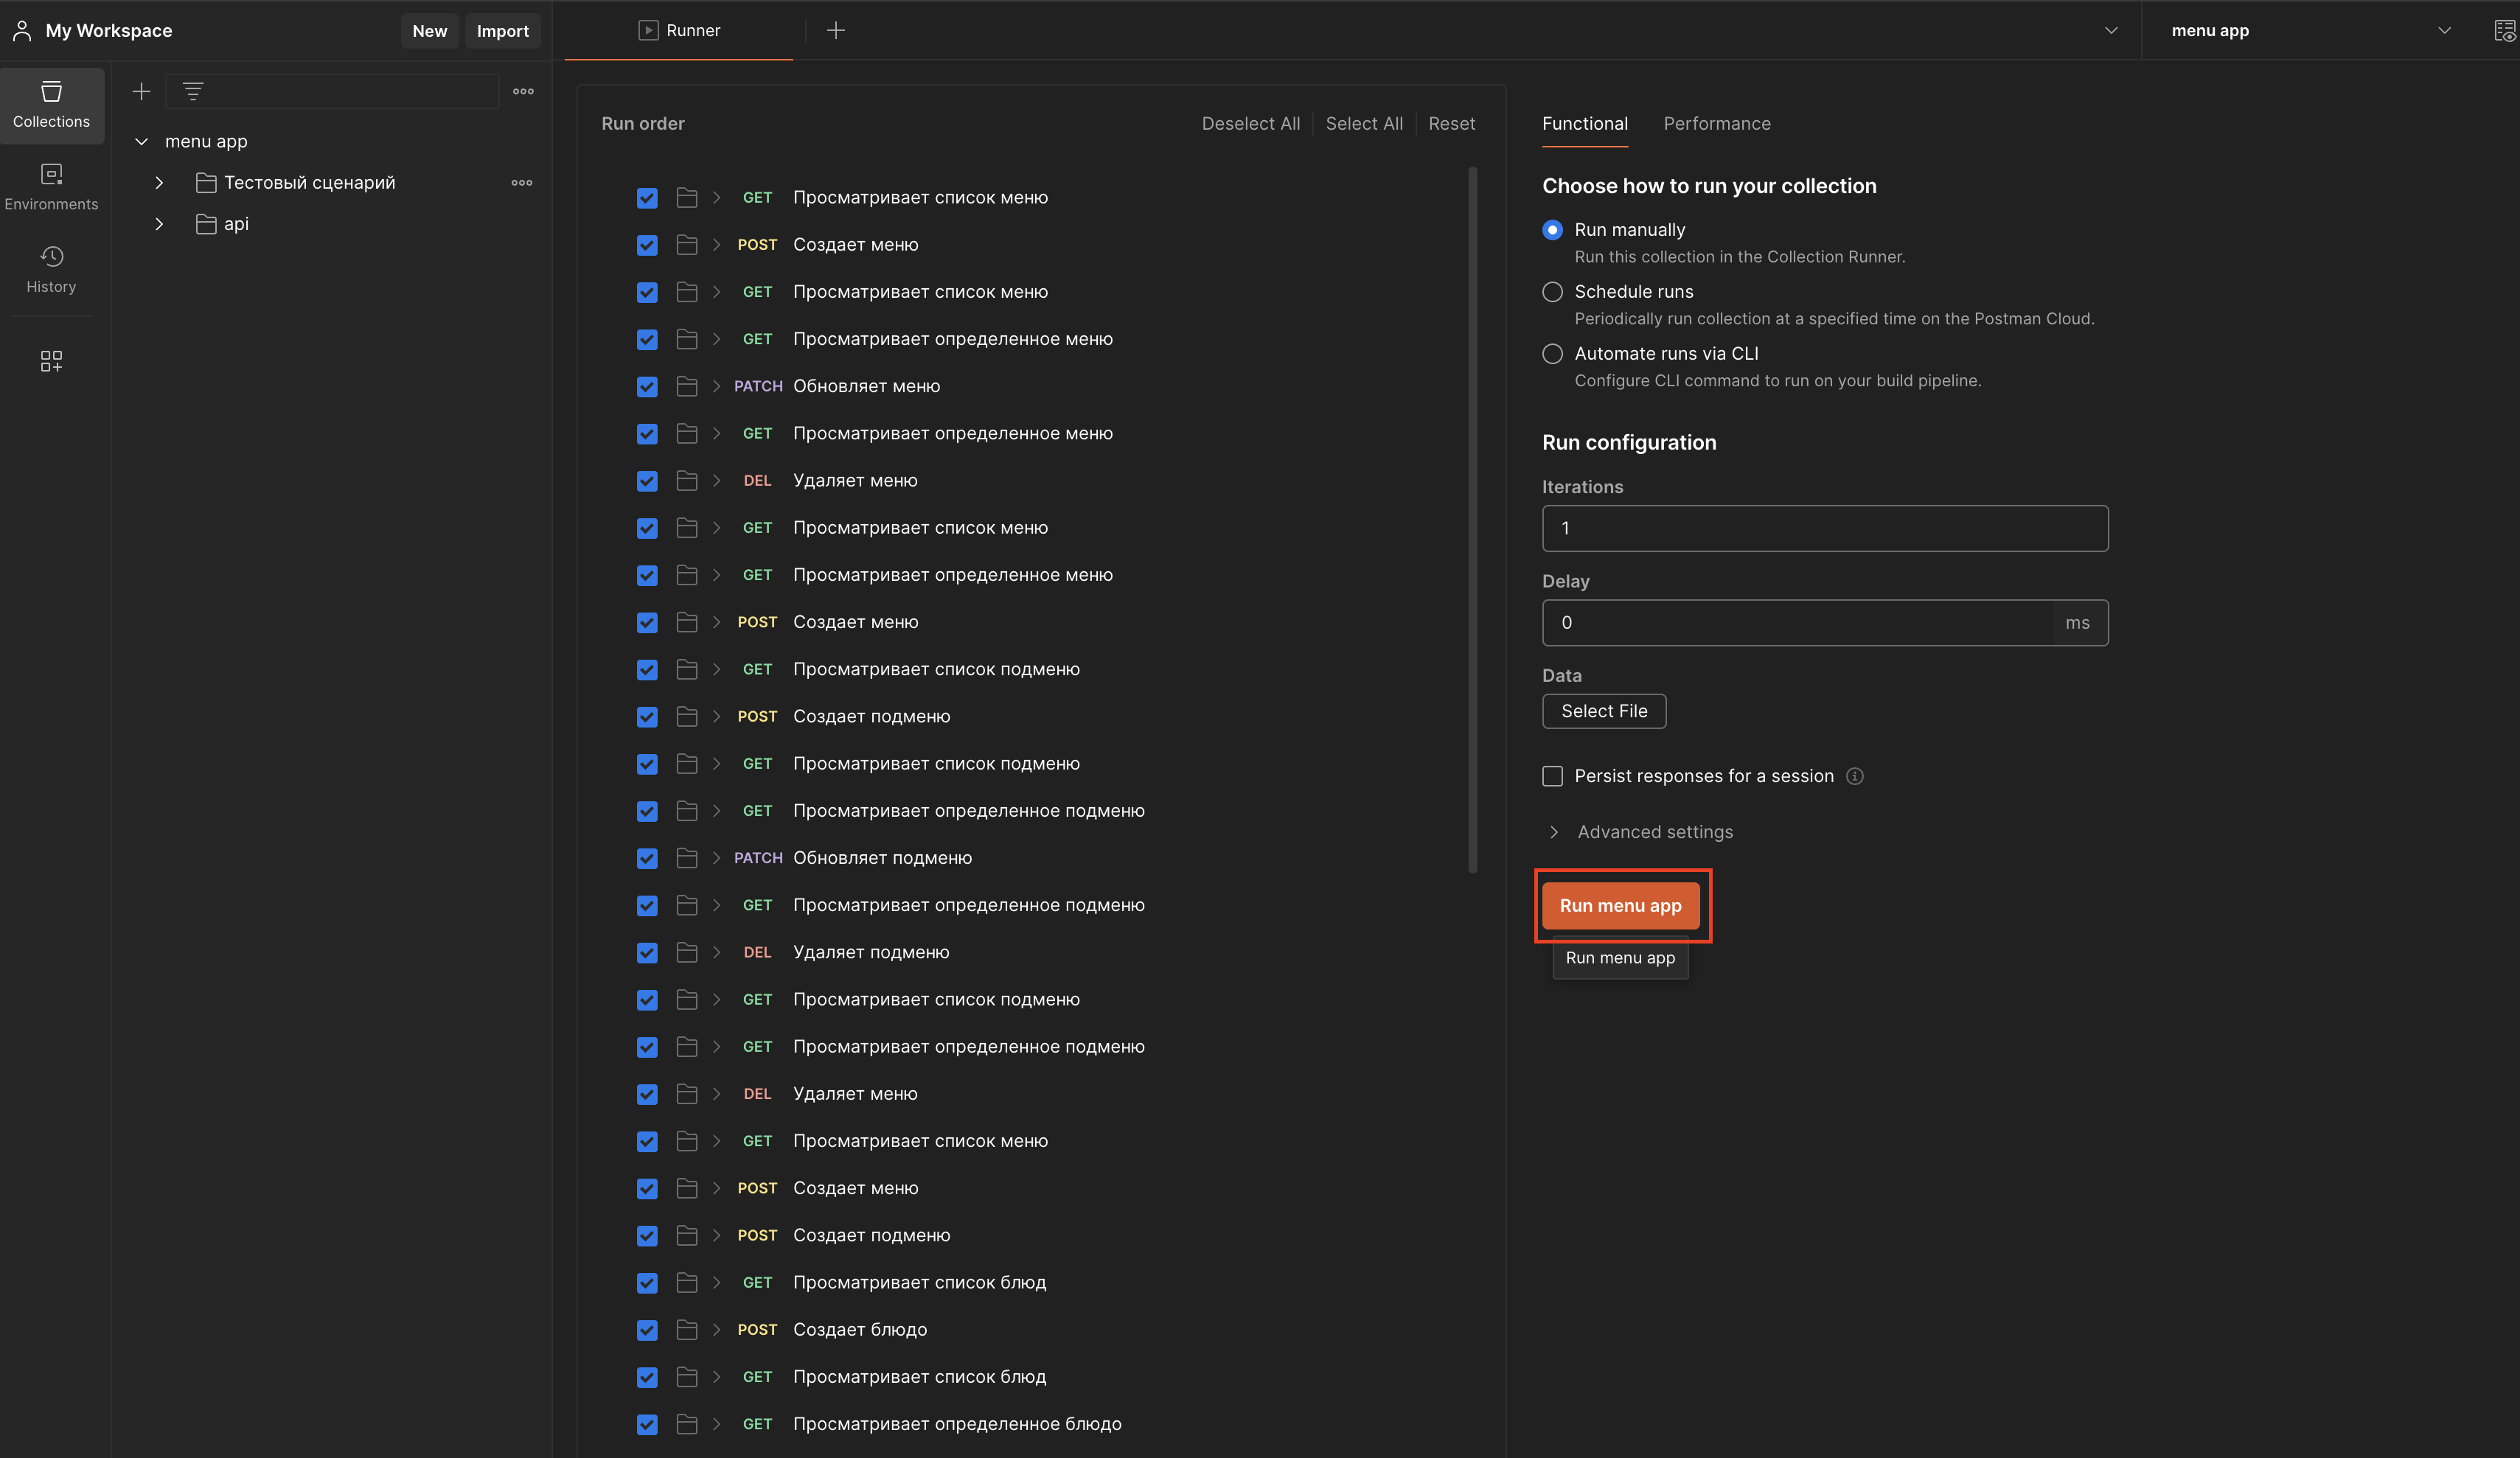 My Workspace
New
Import
Runner
menu app
Collections
Environments
History
menu app
Тестовый сценарий
api
Run order
Deselect All
Select All
Reset
GET Просматривает список меню
POST Создает меню
GET Просматривает список меню
GET Просматривает определенное меню
PATCH Обновляет меню
GET Просматривает определенное меню
DEL Удаляет меню
GET Просматривает список меню
GET Просматривает определенное меню
POST Создает меню
GET Просматривает список подменю
POST Создает подменю
GET Просматривает список подменю
GET Просматривает определенное подменю
PATCH Обновляет подменю
GET Просматривает определенное подменю
DEL Удаляет подменю
GET Просматривает список подменю
GET Просматривает определенное подменю
DEL Удаляет меню
GET Просматривает список меню
POST Создает меню
POST Создает подменю
GET Просматривает список блюд
POST Создает блюдо
GET Просматривает список блюд
GET Просматривает определенное блюдо
Functional
Performance
Choose how to run your collection
Run manually
Run this collection in the Collection Runner.
Schedule runs
Periodically run collection at a specified time on the Postman Cloud.
Automate runs via CLI
Configure CLI command to run on your build pipeline.
Run configuration
Iterations
1
Delay
0 ms
Data
Select File
Persist responses for a session
Advanced settings
Run menu app
Run menu app